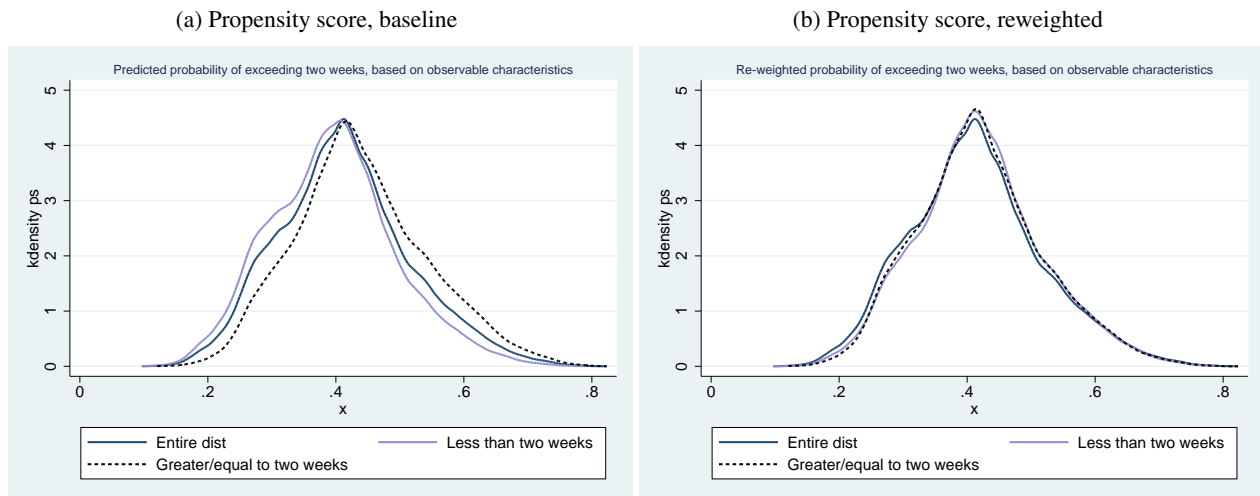 (a) Propensity score, baseline
Predicted probability of exceeding two weeks, based on observable characteristics
kdensity ps
5
4
3
2
1
0
0 .2 .4 .6 .8
x
Entire dist Less than two weeks
Greater/equal to two weeks
(b) Propensity score, reweighted
Re-weighted probability of exceeding two weeks, based on observable characteristics
kdensity ps
5
4
3
2
1
0
0 .2 .4 .6 .8
x
Entire dist Less than two weeks
Greater/equal to two weeks